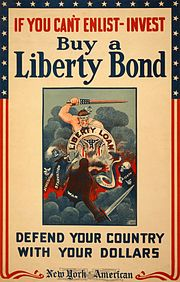 IF YOU CAN'T ENLIST - INVEST
Buy a
Liberty Bond
LIBERTY LOAN
DEFEND YOUR COUNTRY
WITH YOUR DOLLARS
New York American